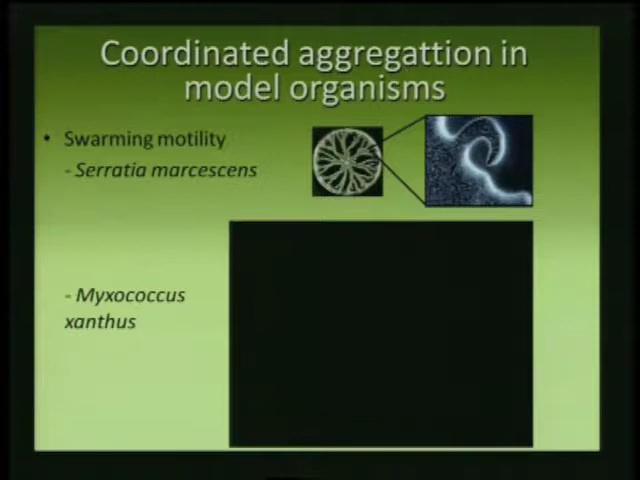 Coordinated aggregattion in
model organisms
• Swarming motility
- Serratia marcescens
- Myxococcus
xanthus